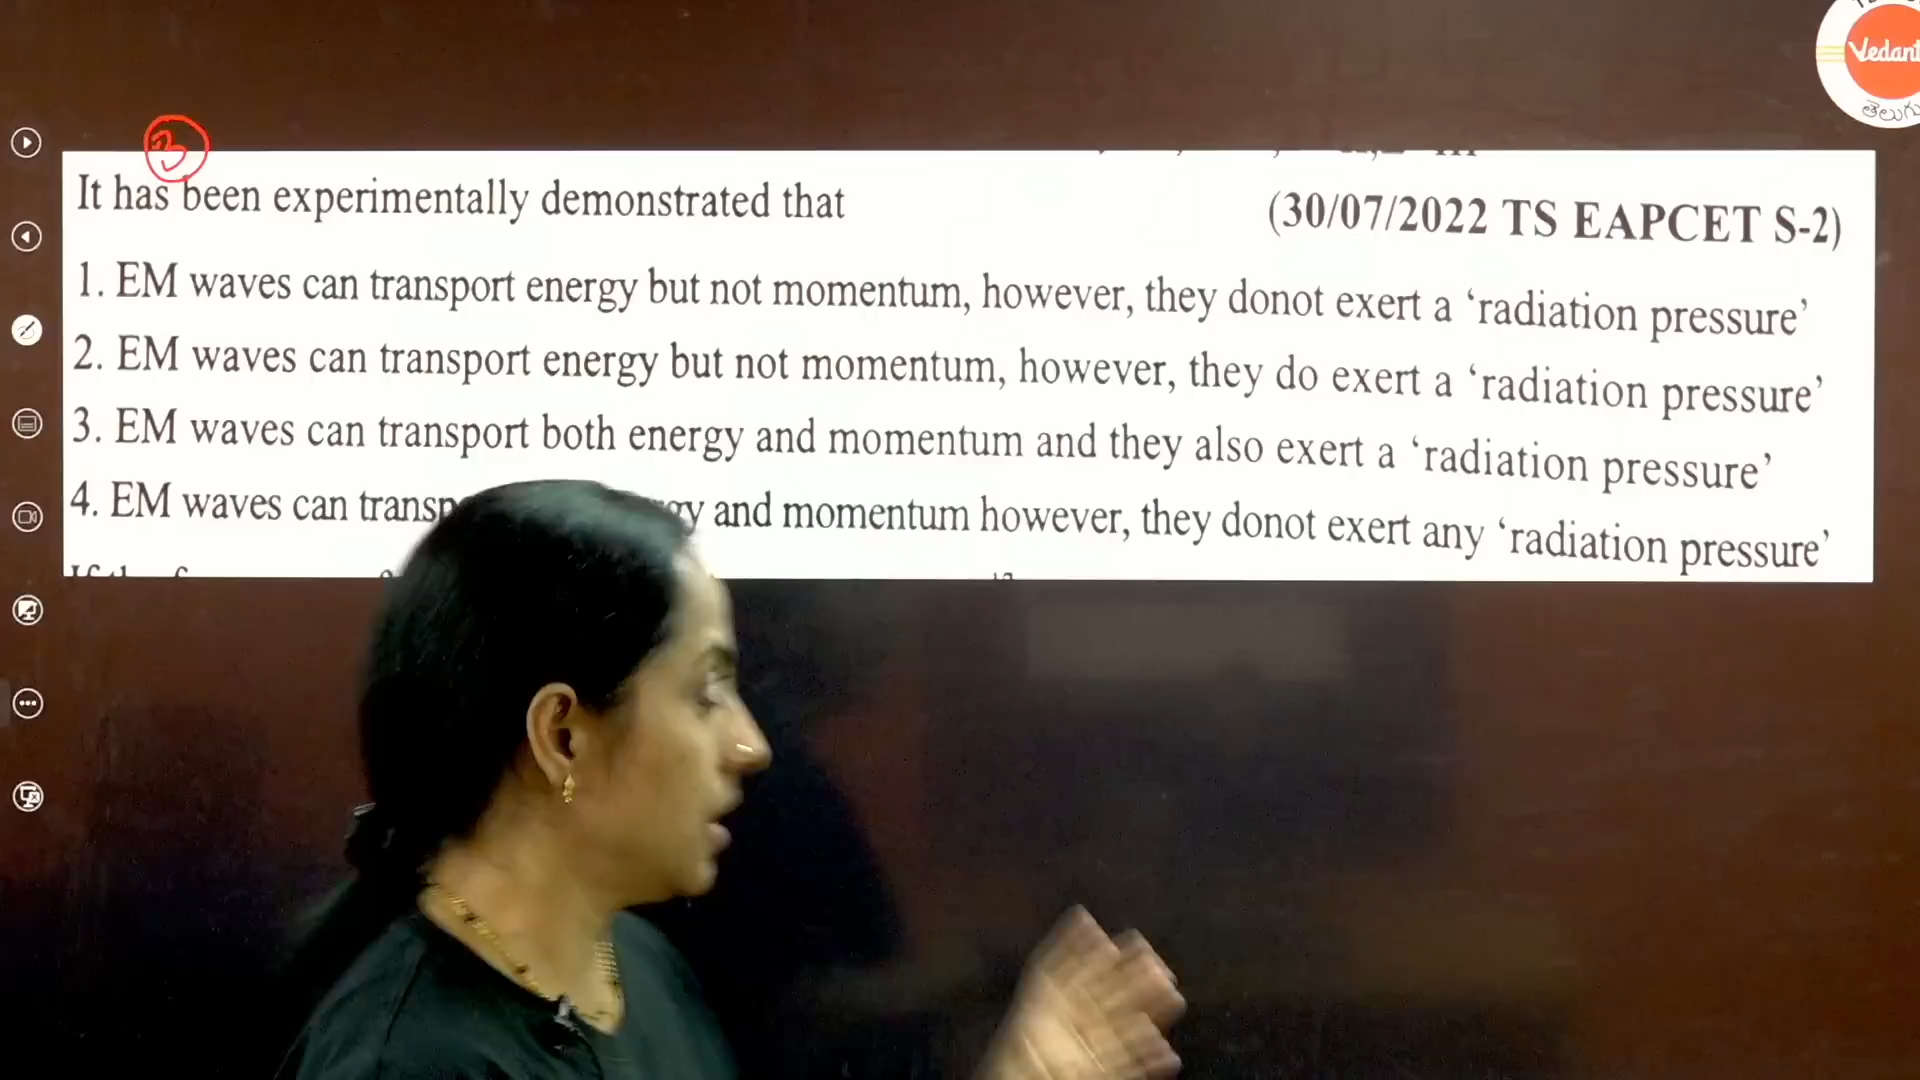 Vedant
తెలుగు
3
It has been experimentally demonstrated that
(30/07/2022 TS EAPCET S-2)
1. EM waves can transport energy but not momentum, however, they donot exert a ‘radiation pressure’
2. EM waves can transport energy but not momentum, however, they do exert a ‘radiation pressure’
3. EM waves can transport both energy and momentum and they also exert a ‘radiation pressure’
4. EM waves can and momentum however, they donot exert any ‘radiation pressure’